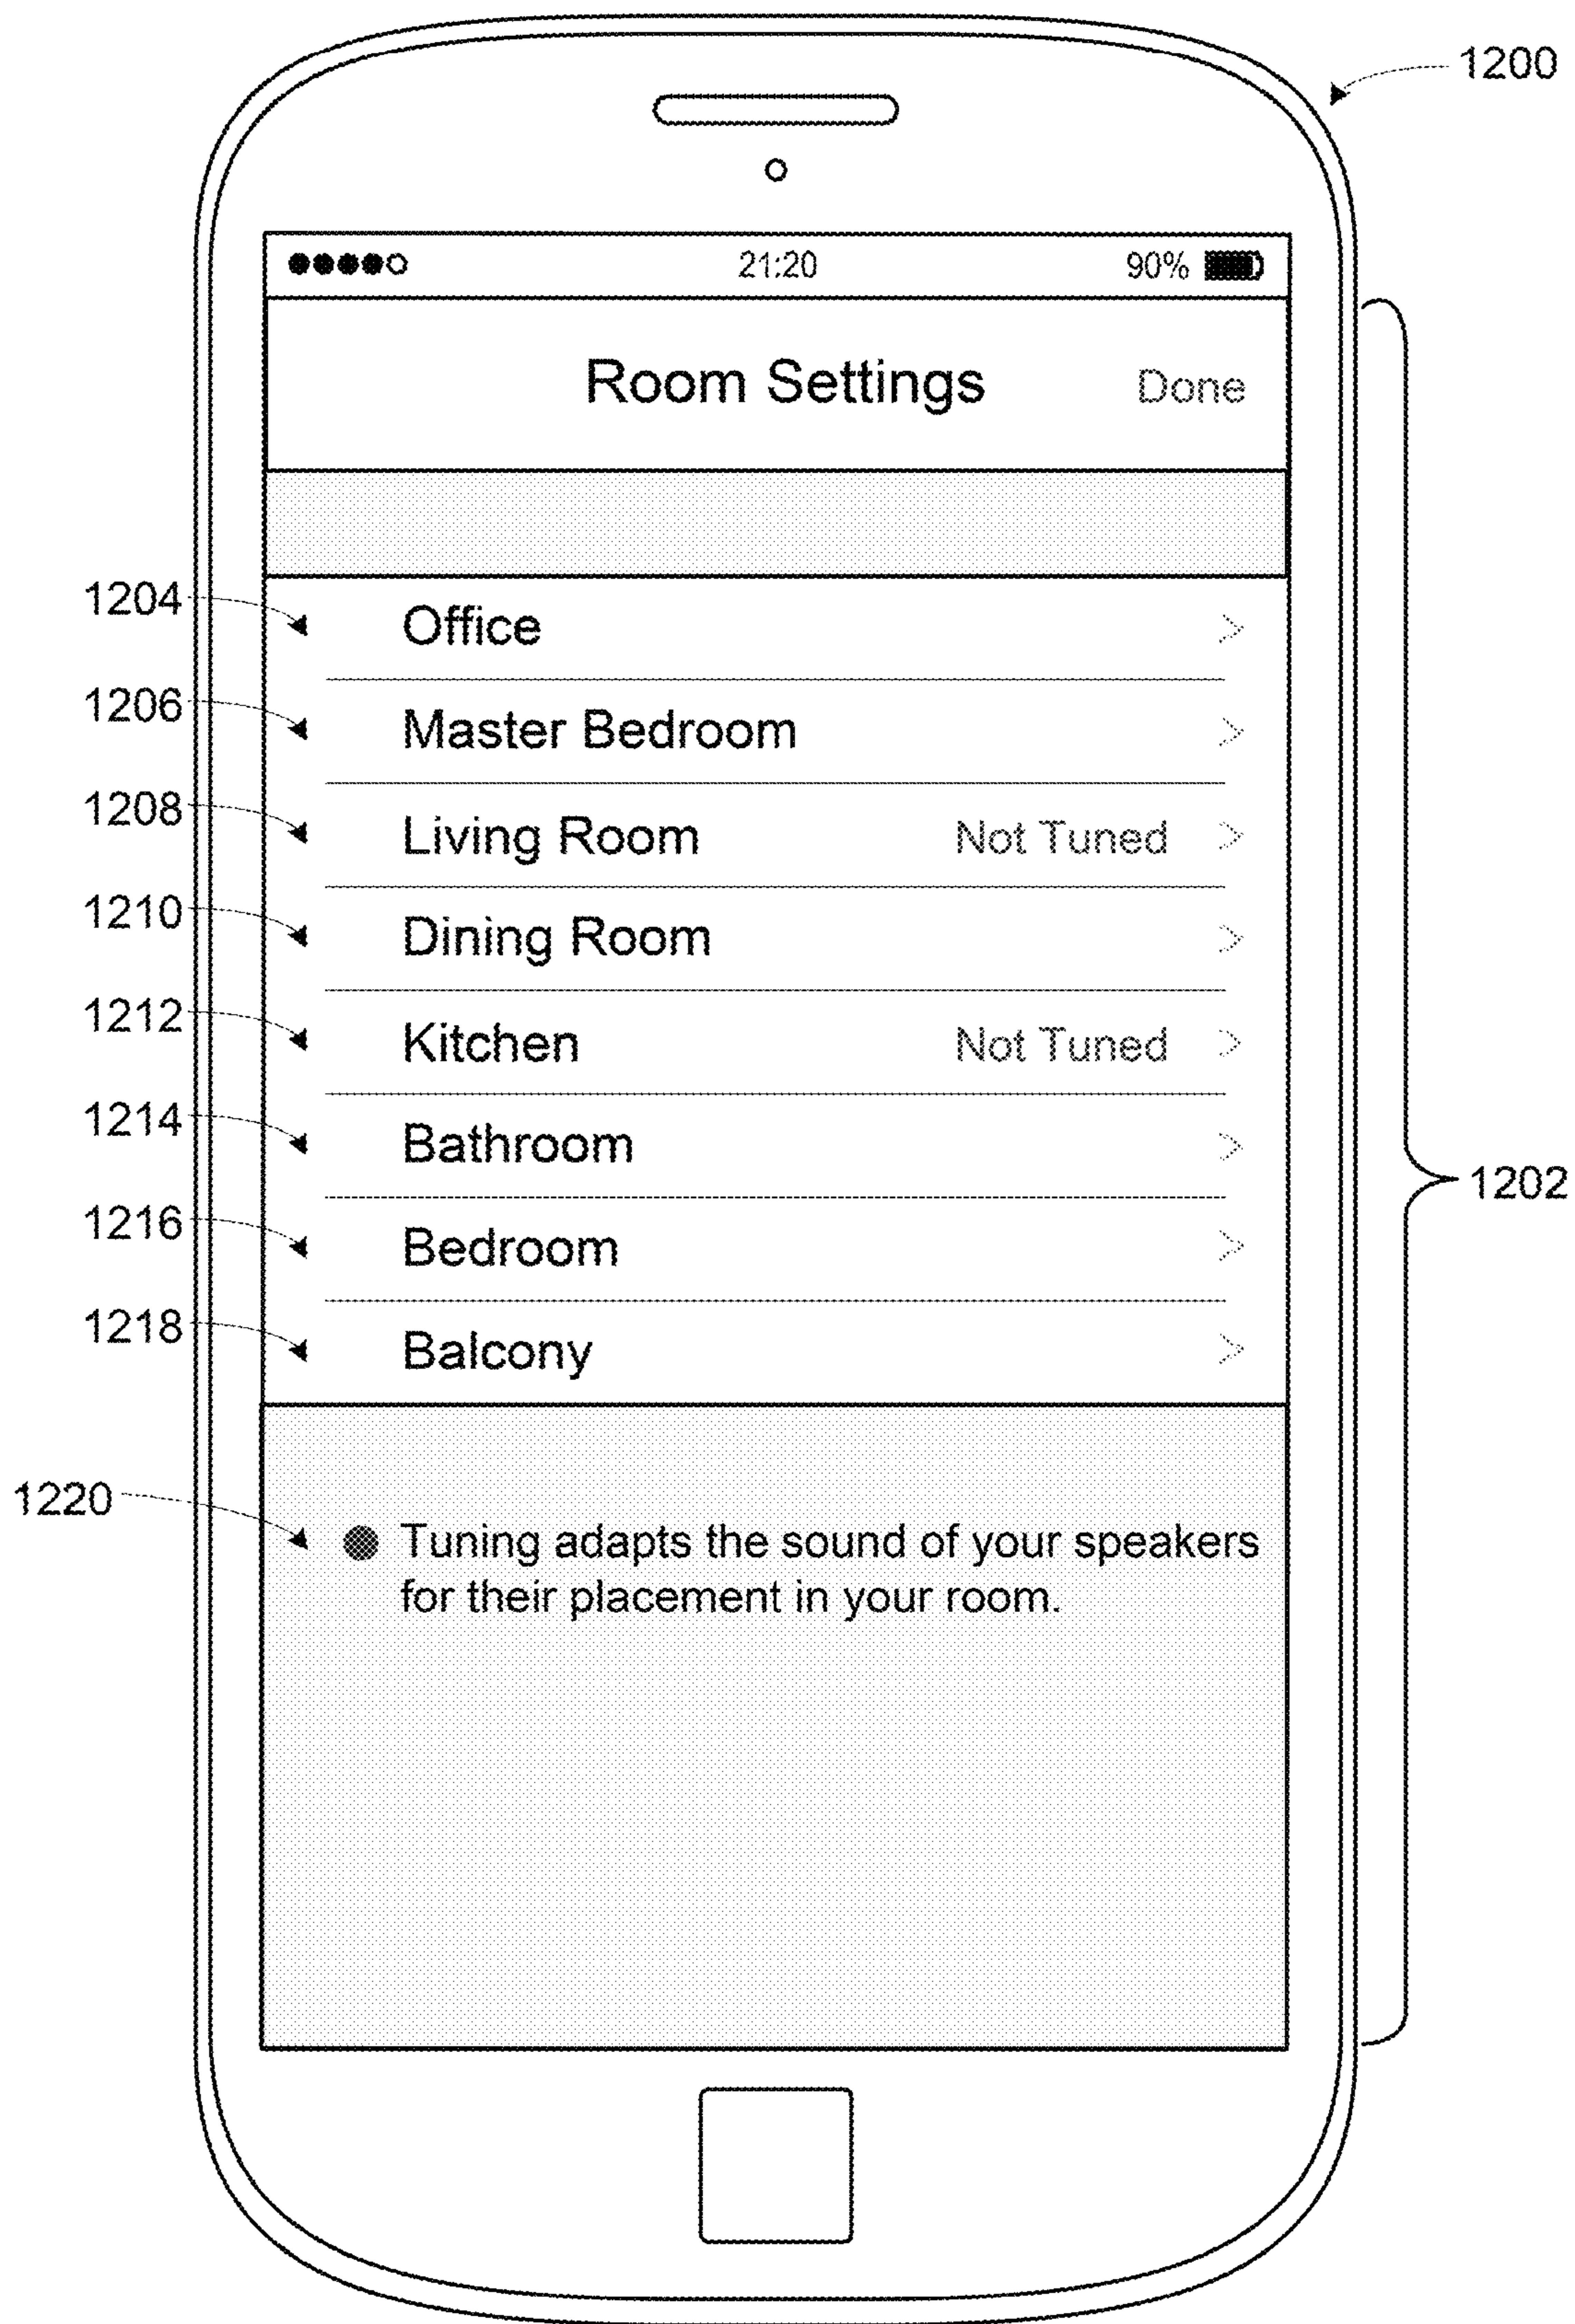 1200
21:20 90%
Room Settings Done
1204 Office >
1206 Master Bedroom >
1208 Living Room Not Tuned >
1210 Dining Room >
1212 Kitchen Not Tuned >
1214 Bathroom >
1202
1216 Bedroom >
1218 Balcony >
1220 Tuning adapts the sound of your speakers
for their placement in your room.